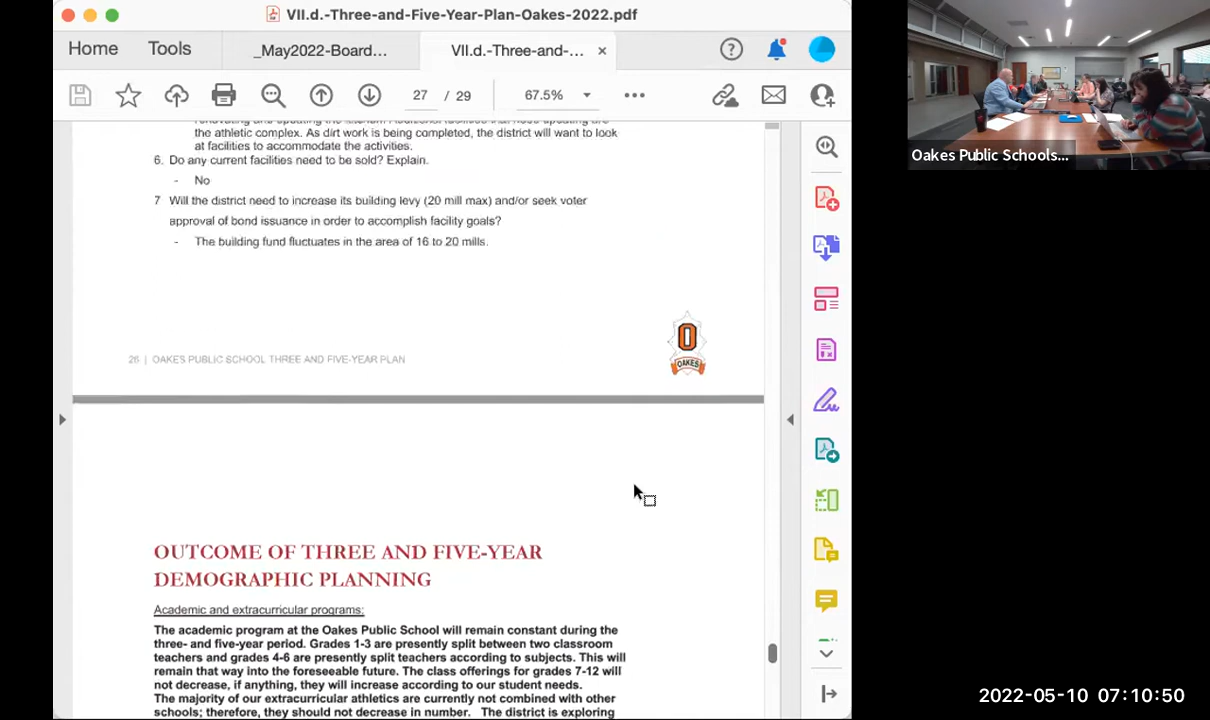 VII.d.-Three-and-Five-Year-Plan-Oakes-2022.pdf
Home Tools _May2022-Board... VII.d.-Three-and-... ×
27 / 29 67.5%
renovating and updating the kitchen. Additional facilities that need updating are
the athletic complex. As dirt work is being completed, the district will want to look
at facilities to accommodate the activities.
6. Do any current facilities need to be sold? Explain.
- No
7 Will the district need to increase its building levy (20 mill max) and/or seek voter
approval of bond issuance in order to accomplish facility goals?
- The building fund fluctuates in the area of 16 to 20 mills.
O
OAKES
26 | OAKES PUBLIC SCHOOL THREE AND FIVE-YEAR PLAN
OUTCOME OF THREE AND FIVE-YEAR
DEMOGRAPHIC PLANNING
Academic and extracurricular programs:
The academic program at the Oakes Public School will remain constant during the
three- and five-year period. Grades 1-3 are presently split between two classroom
teachers and grades 4-6 are presently split teachers according to subjects. This will
remain that way into the foreseeable future. The class offerings for grades 7-12 will
not decrease, if anything, they will increase according to our student needs.
The majority of our extracurricular athletics are currently not combined with other
schools; therefore, they should not decrease in number. The district is exploring
Oakes Public Schools...
2022-05-10 07:10:50